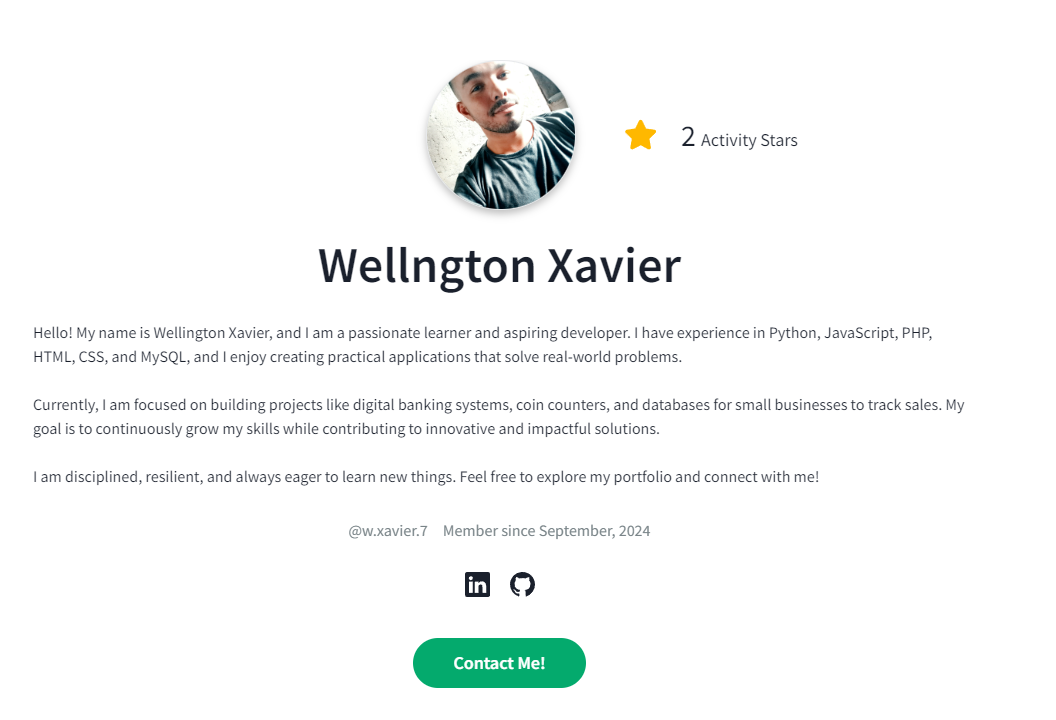 2 Activity Stars
Wellngton Xavier
Hello! My name is Wellington Xavier, and I am a passionate learner and aspiring developer. I have experience in Python, JavaScript, PHP,
HTML, CSS, and MySQL, and I enjoy creating practical applications that solve real-world problems.
Currently, I am focused on building projects like digital banking systems, coin counters, and databases for small businesses to track sales. My
goal is to continuously grow my skills while contributing to innovative and impactful solutions.
I am disciplined, resilient, and always eager to learn new things. Feel free to explore my portfolio and connect with me!
@w.xavier.7 Member since September, 2024
in
Contact Me!